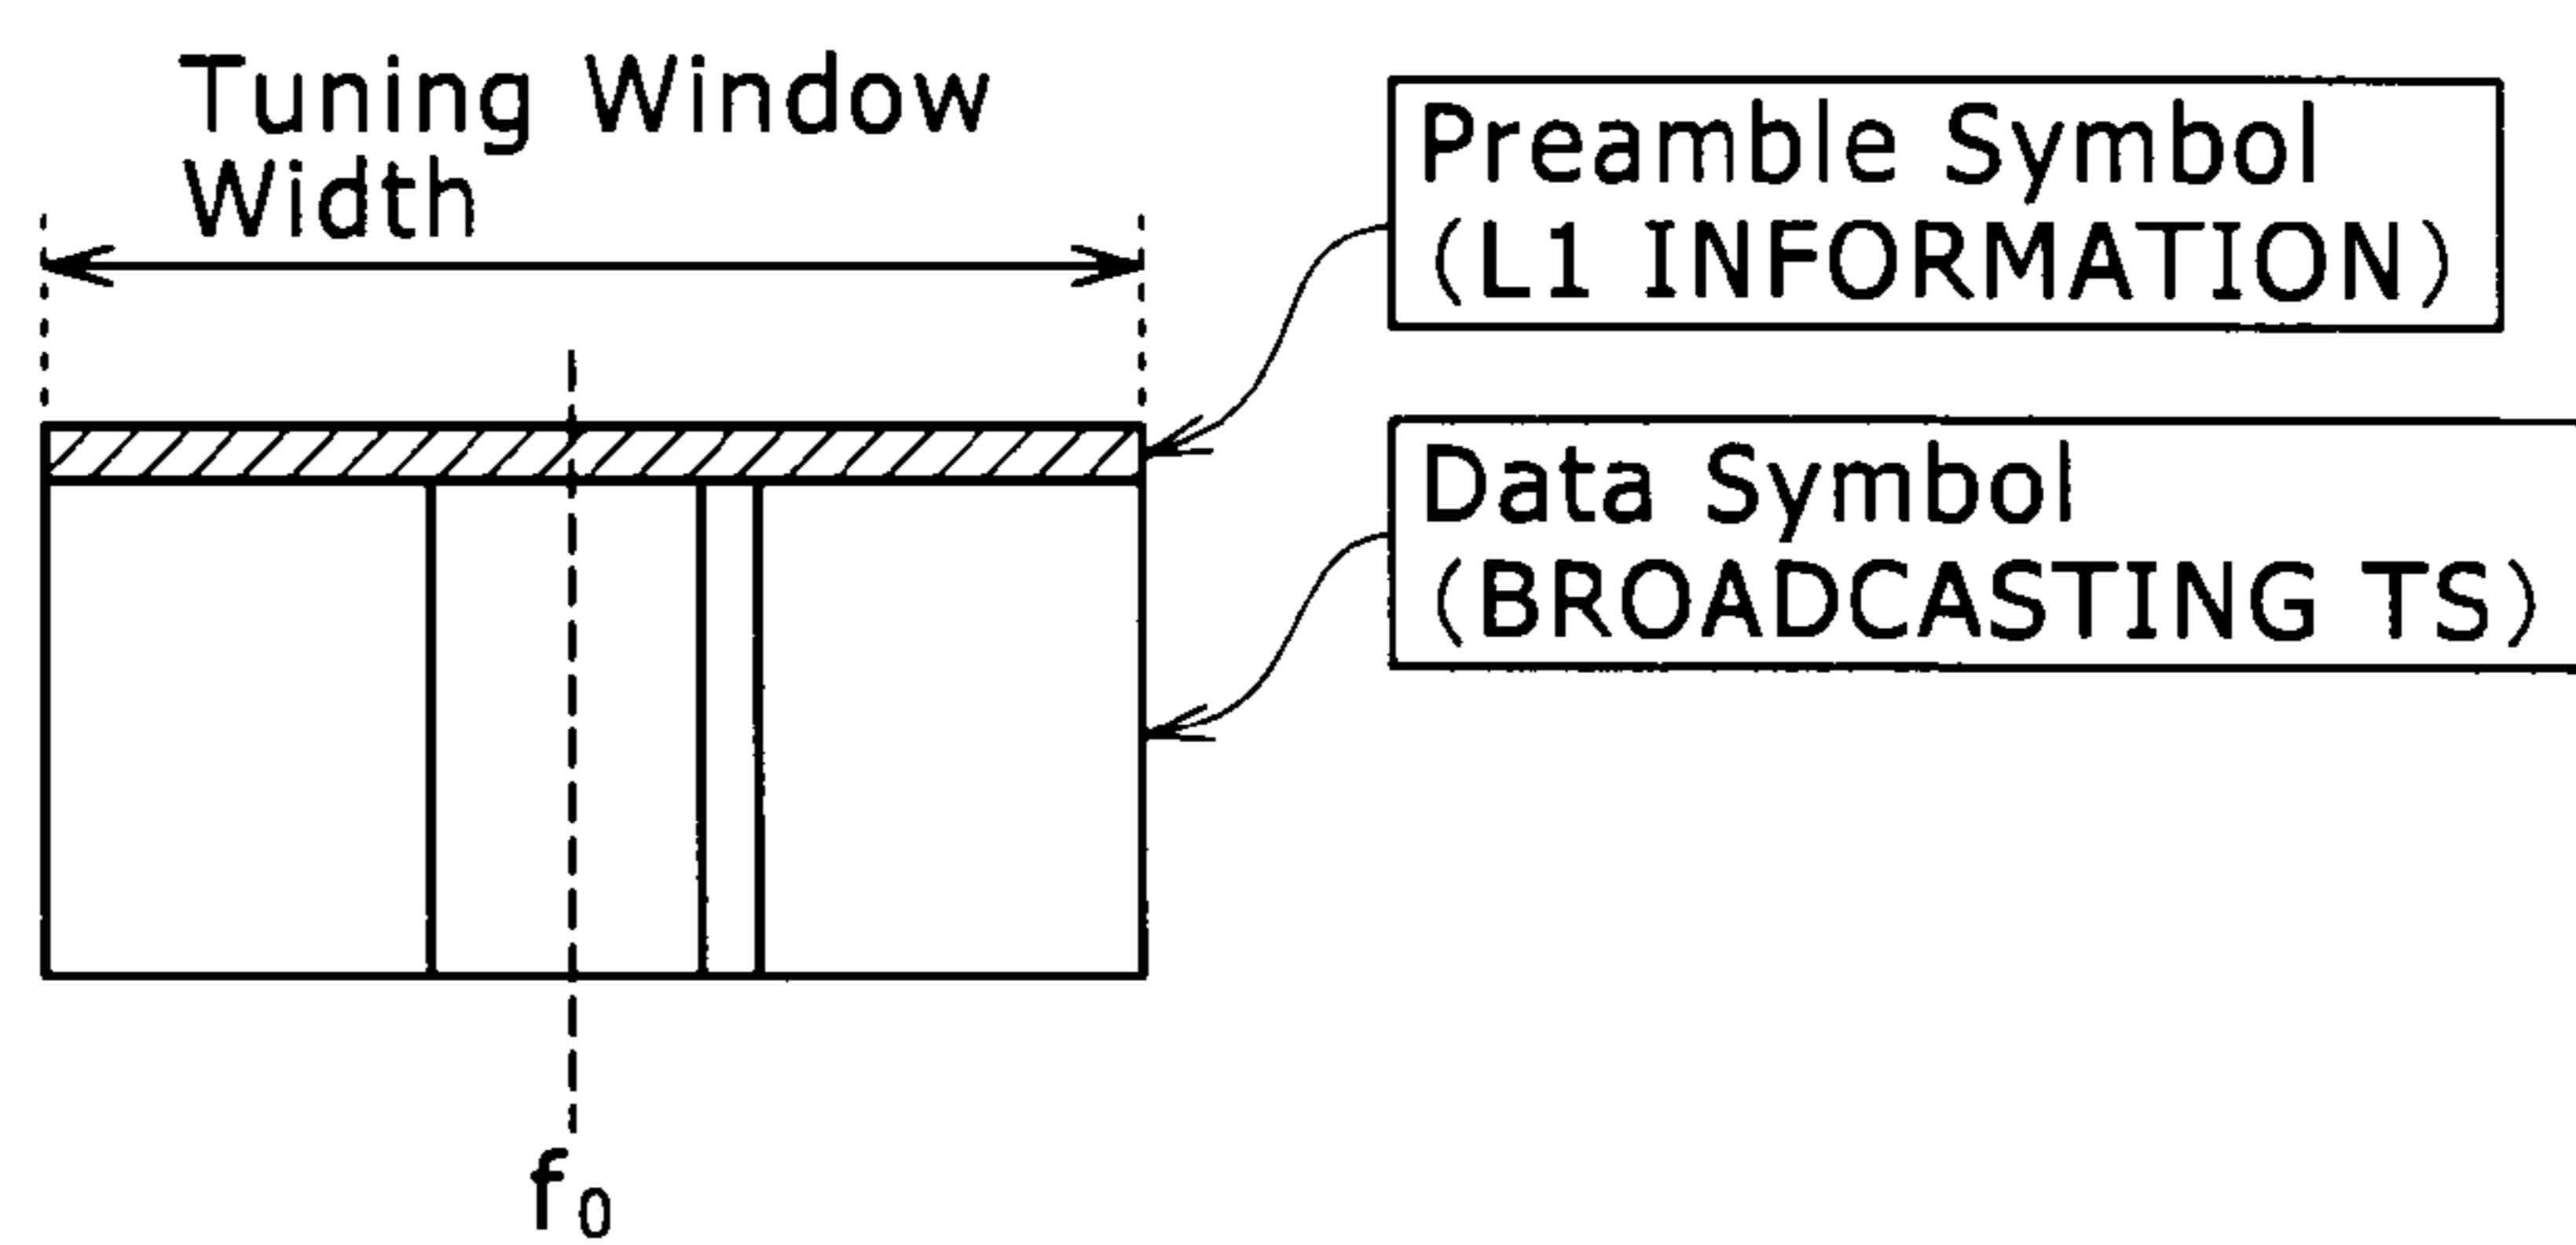 Tuning Window
Width
Preamble Symbol
(L1 INFORMATION)
Data Symbol
(BROADCASTING TS)
f₀